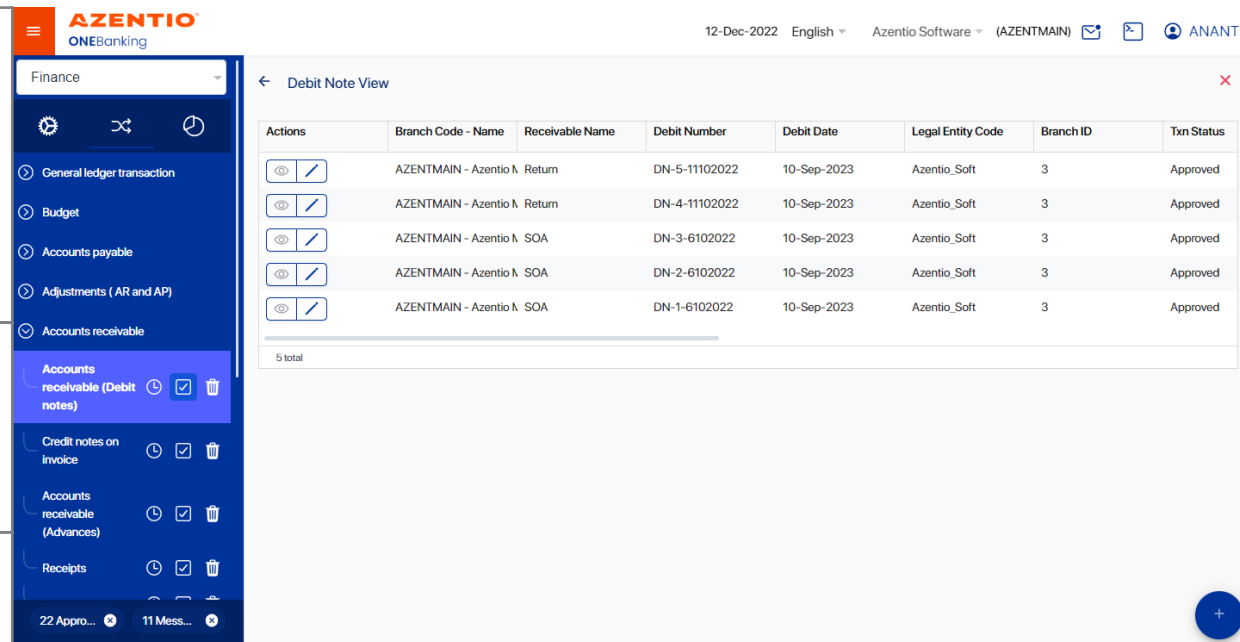 AZENTIO
ONEBanking
12-Dec-2022 English Azentio Software (AZENTMAIN) ANANT
Finance
Debit Note View
Actions Branch Code - Name Receivable Name Debit Number Debit Date Legal Entity Code Branch ID Txn Status
AZENTMAIN - Azentio Return DN-5-11102022 10-Sep-2023 Azentio_Soft 3 Approved
AZENTMAIN - Azentio Return DN-4-11102022 10-Sep-2023 Azentio_Soft 3 Approved
AZENTMAIN - Azentio SOA DN-3-6102022 10-Sep-2023 Azentio_Soft 3 Approved
AZENTMAIN - Azentio SOA DN-2-6102022 10-Sep-2023 Azentio_Soft 3 Approved
AZENTMAIN - Azentio SOA DN-1-6102022 10-Sep-2023 Azentio_Soft 3 Approved
5 total
General ledger transaction
Budget
Accounts payable
Adjustments ( AR and AP)
Accounts receivable
Accounts
receivable (Debit
notes)
Credit notes on
invoice
Accounts
receivable
(Advances)
Receipts
22 Appro... 11 Mess...